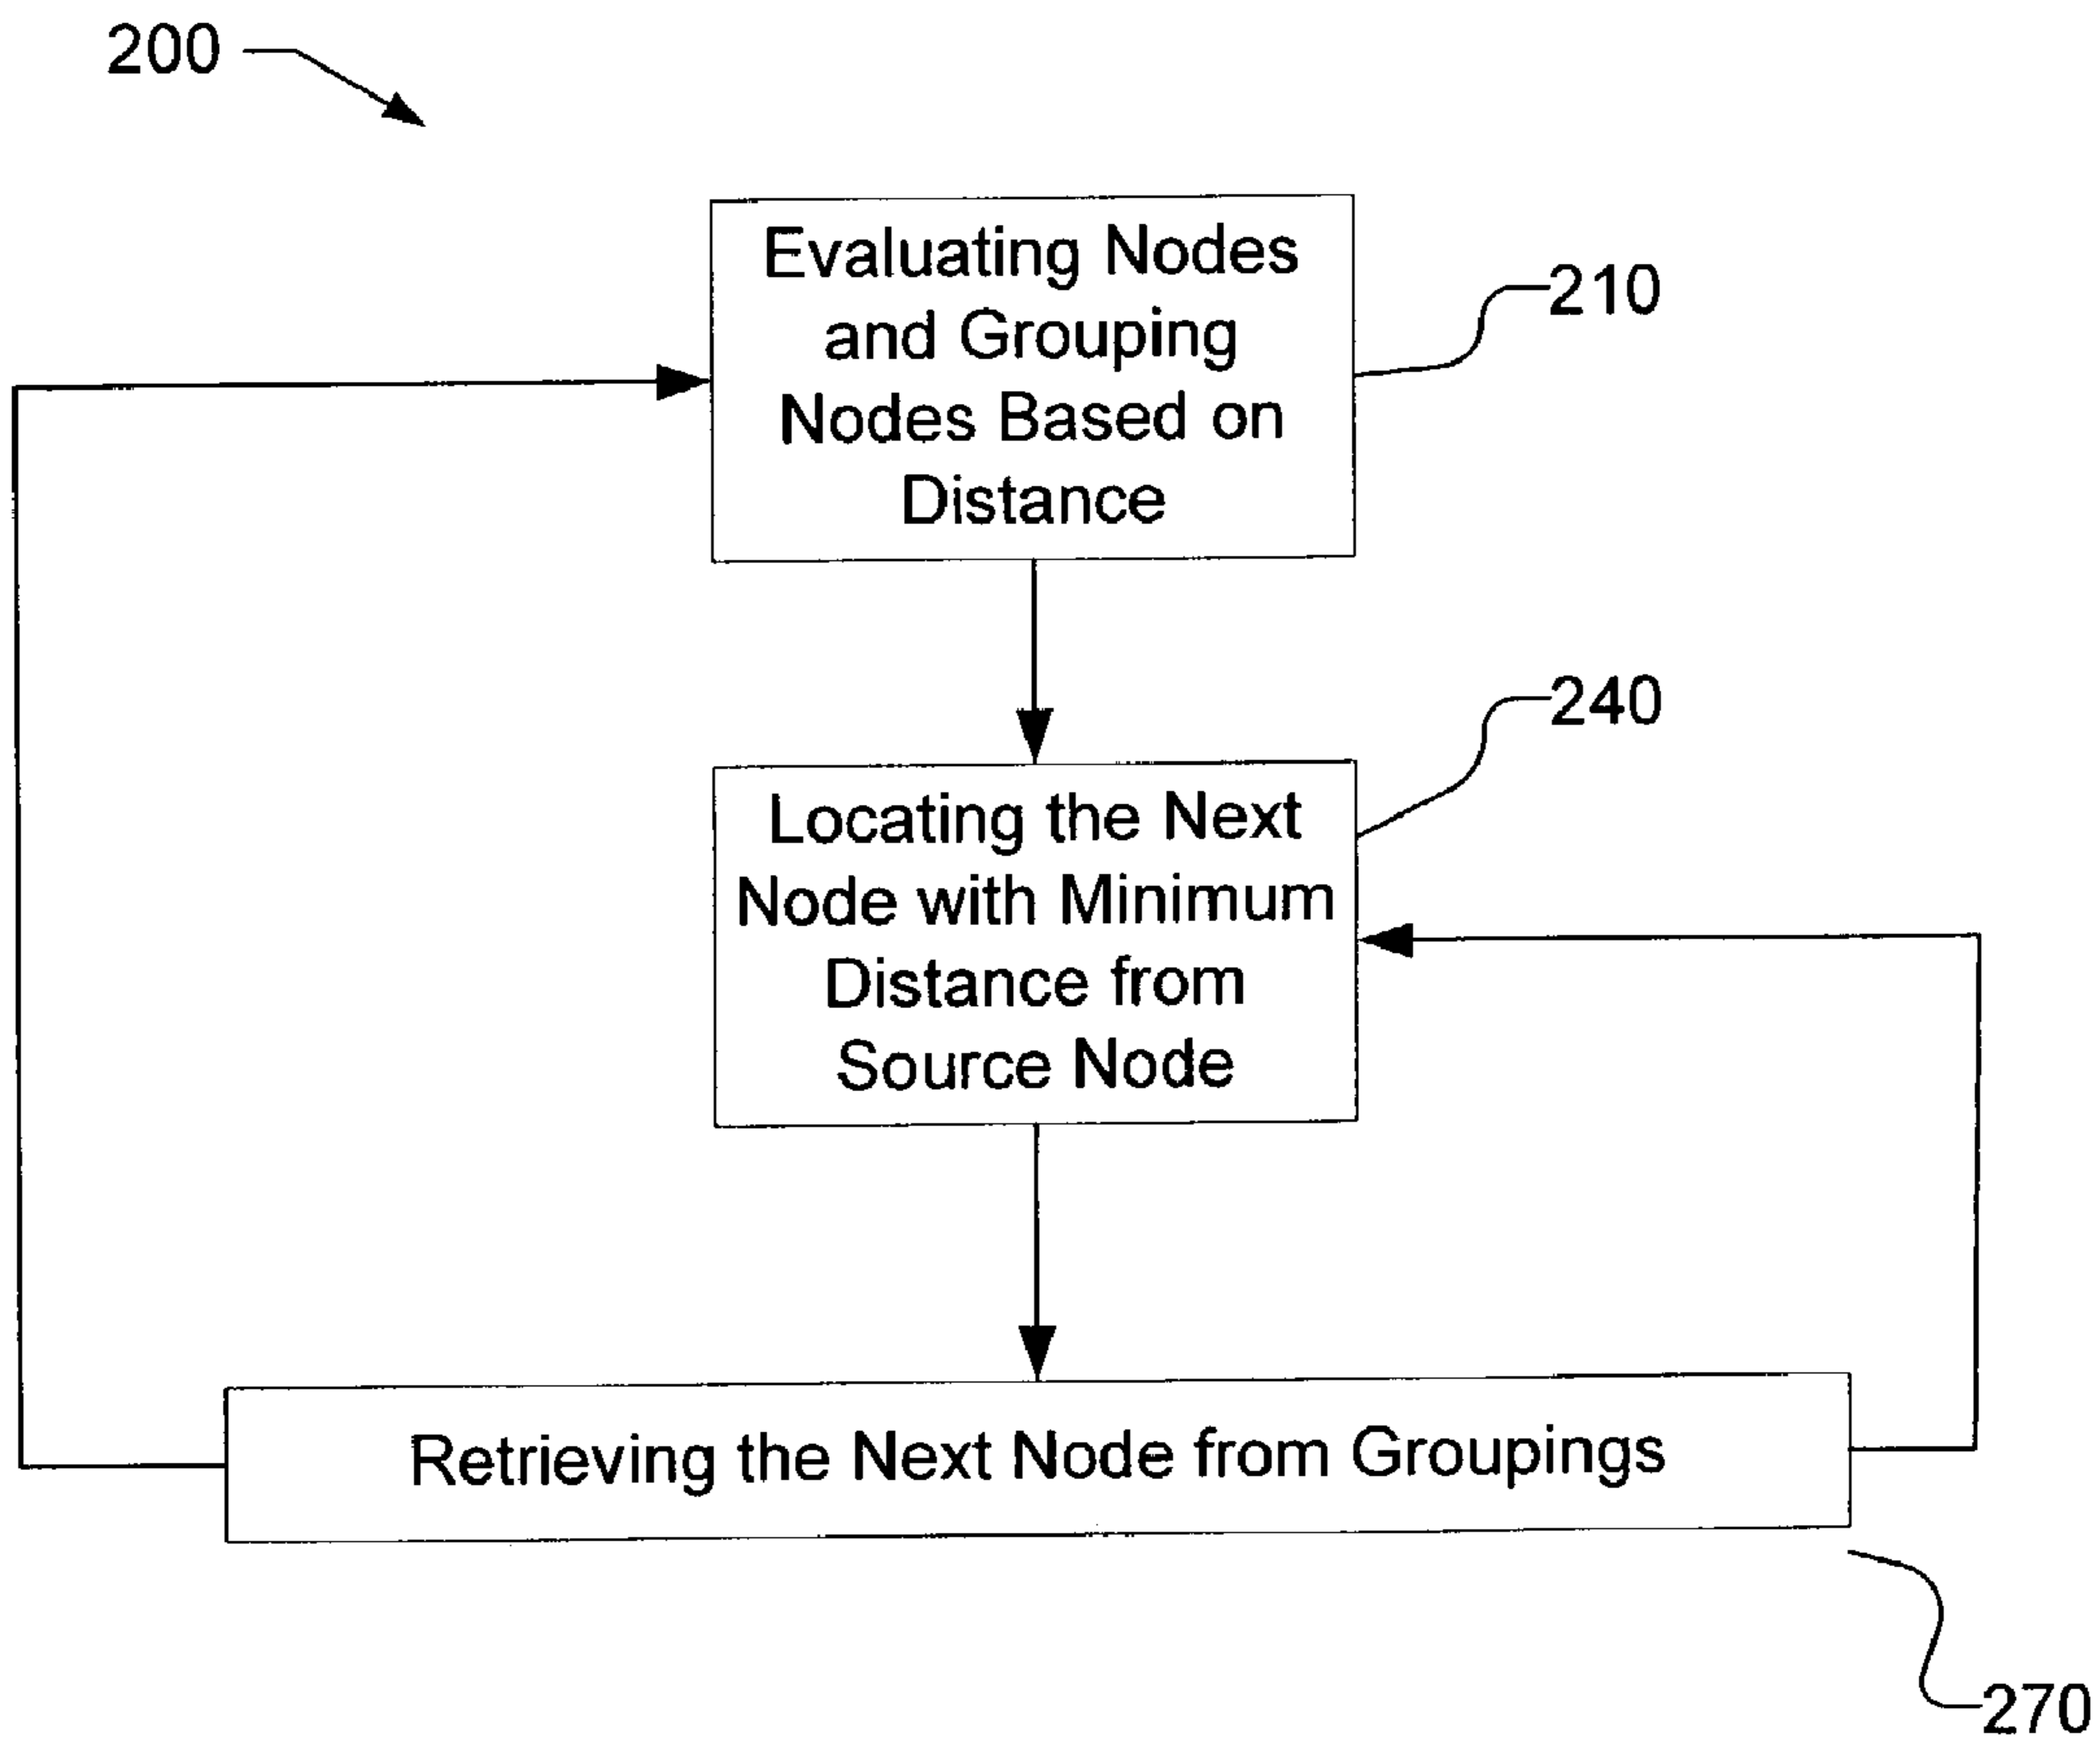 200
Evaluating Nodes
and Grouping
Nodes Based on
Distance
210
240
Locating the Next
Node with Minimum
Distance from
Source Node
Retrieving the Next Node from Groupings
270